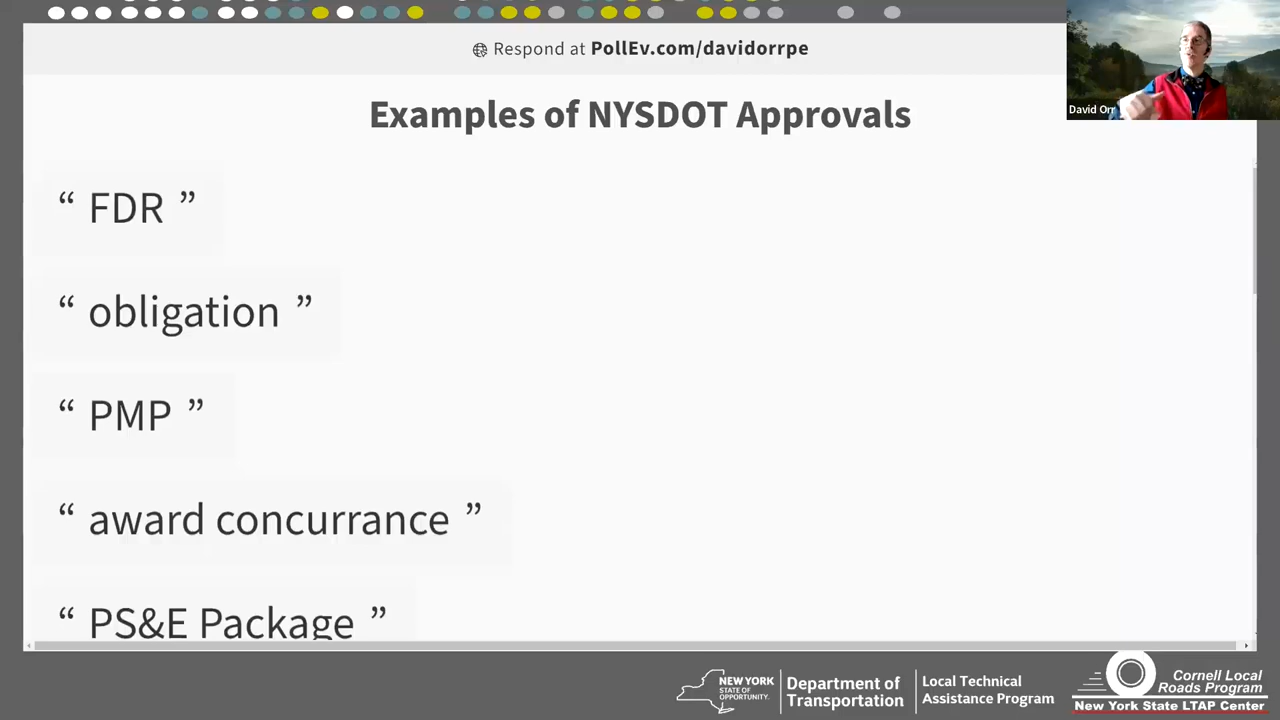 Respond at PollEv.com/davidorrpe
David Orr
Examples of NYSDOT Approvals
“ FDR ”
“ obligation ”
“ PMP ”
“ award concurrance ”
“ PS&E Package ”
NEW YORK
STATE OF
OPPORTUNITY.
Department of
Transportation
Local Technical
Assistance Program
Cornell Local
Roads Program
New York State LTAP Center